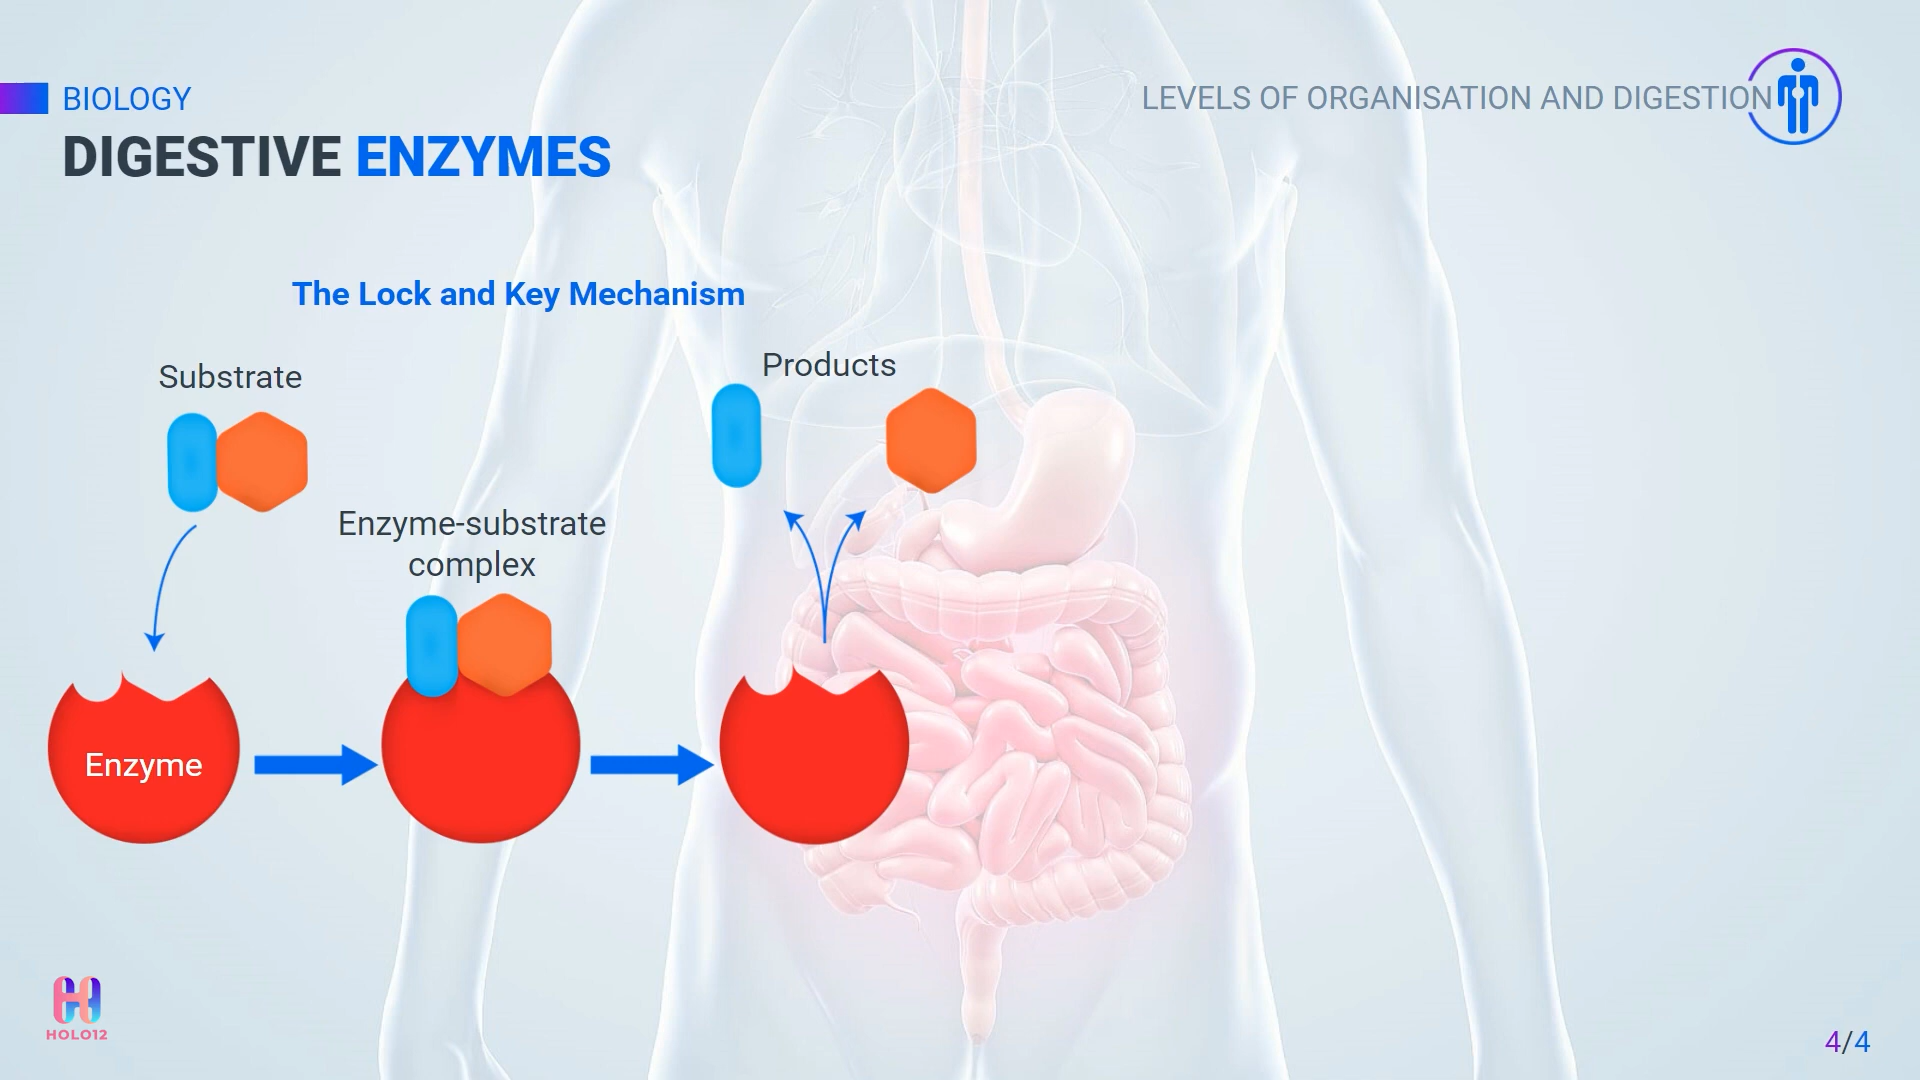 BIOLOGY
DIGESTIVE ENZYMES
LEVELS OF ORGANISATION AND DIGESTION
The Lock and Key Mechanism
Substrate
Products
Enzyme-substrate
complex
Enzyme
HOLO12
4/4